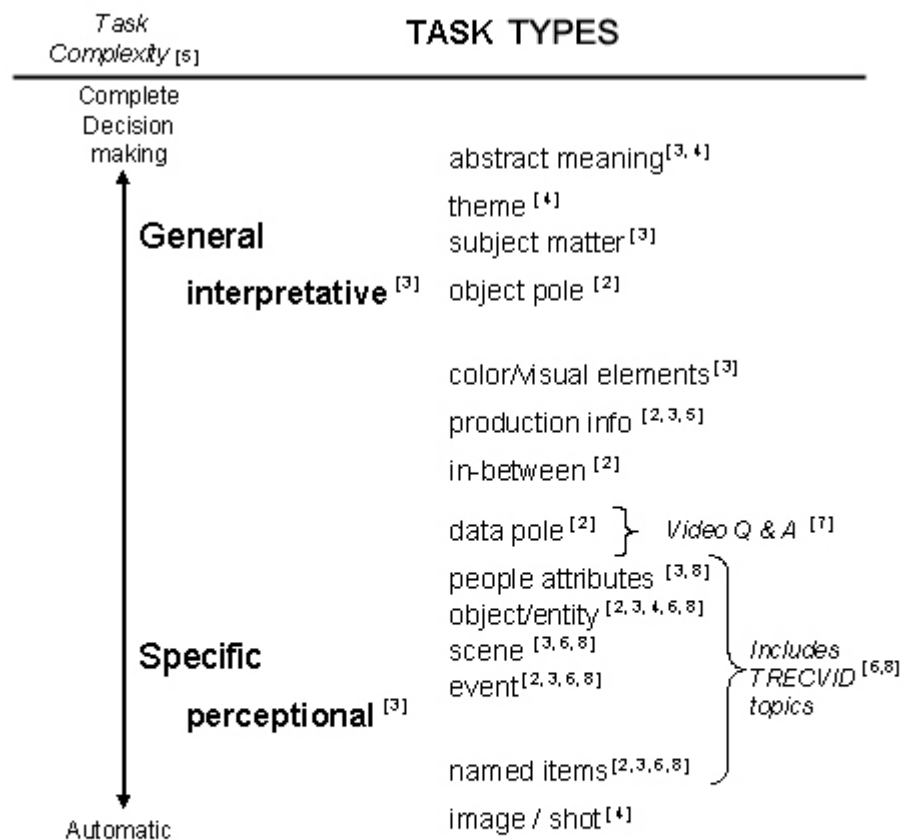 Task
Complexity [5]
TASK TYPES
Complete
Decision
making
abstract meaning[3, 4]
theme [4]
General
subject matter[3]
interpretative [3]
object pole [2]
color/visual elements[3]
production info [2, 3, 5]
in-between [2]
data pole [2]
Video Q & A [7]
people attributes [3, 8]
object/entity [2, 3, 4, 6, 8]
Specific
scene [3, 6, 8]
Includes
TRECVID [6,8]
topics
event[2, 3, 6, 8]
perceptional [3]
named items[2, 3, 6, 8]
image / shot[4]
Automatic